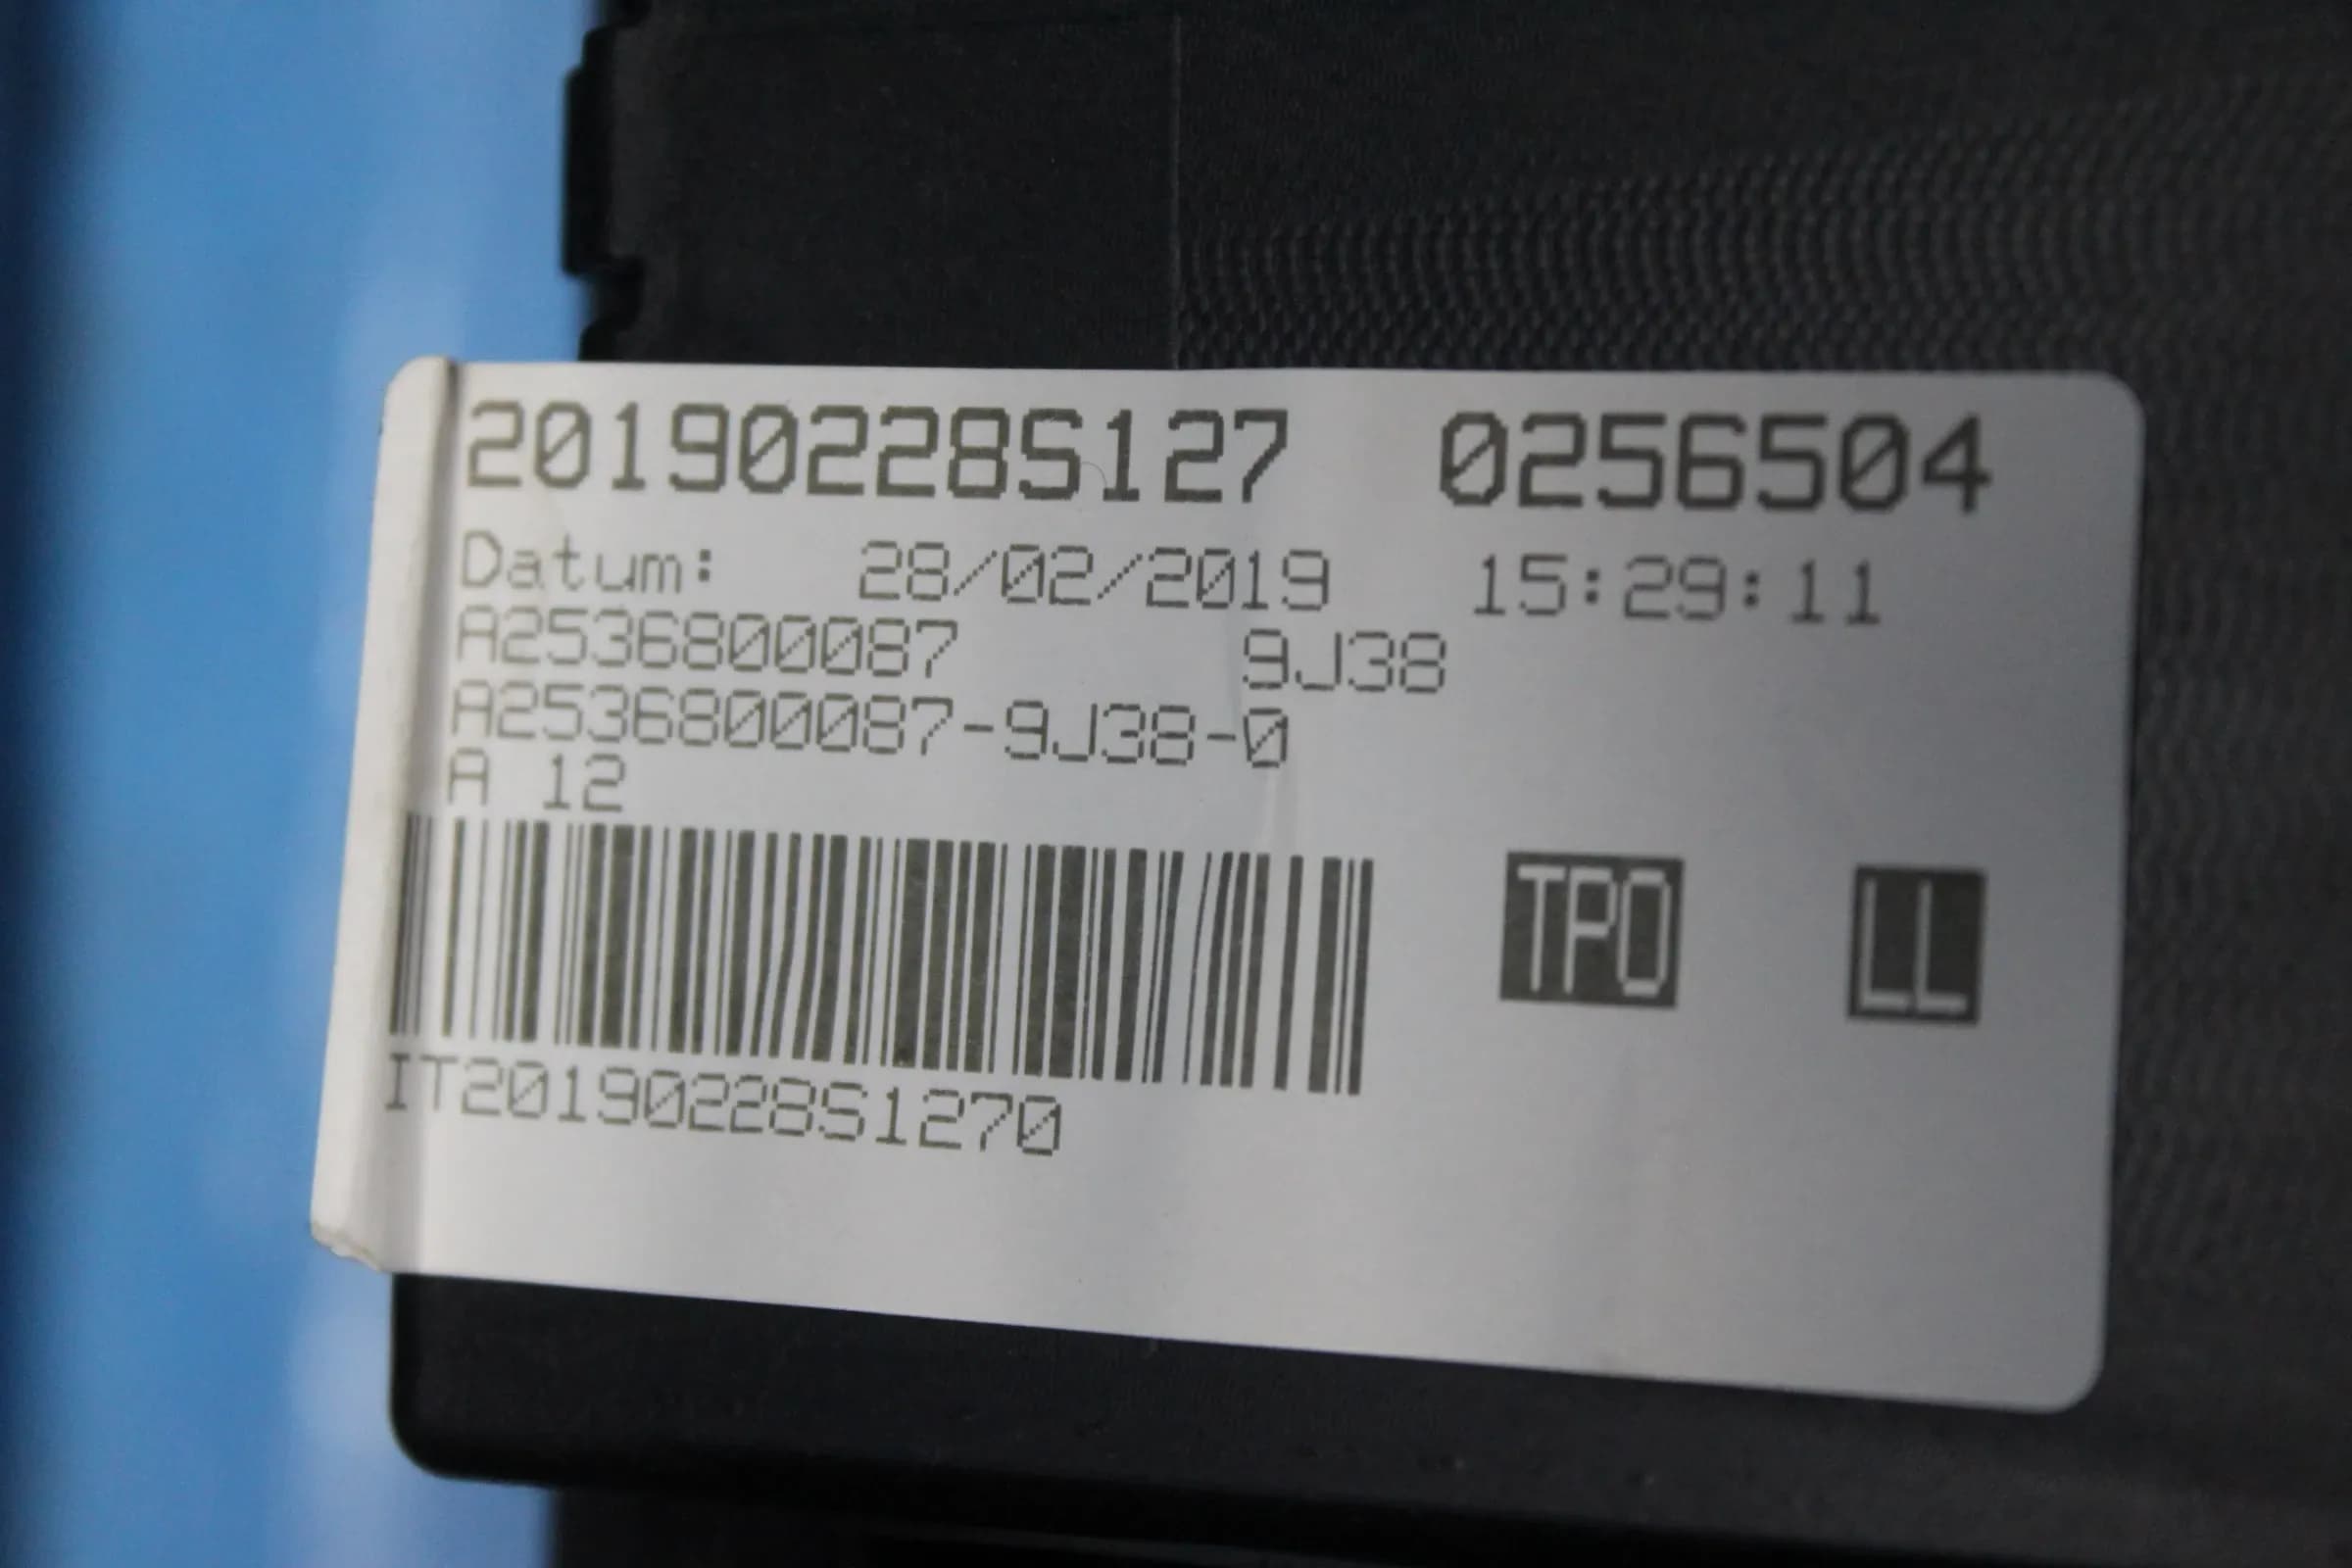 20190228S127 0256504
Datum: 28/02/2019 15:29:11
A2536800087 9J38
A2536800087-9J38-0
A 12
TPO LL
IT20190228S1270